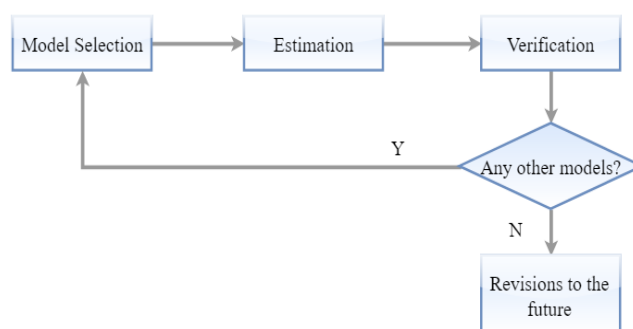 Model Selection
Estimation
Verification
Y
Any other models?
N
Revisions to the
future